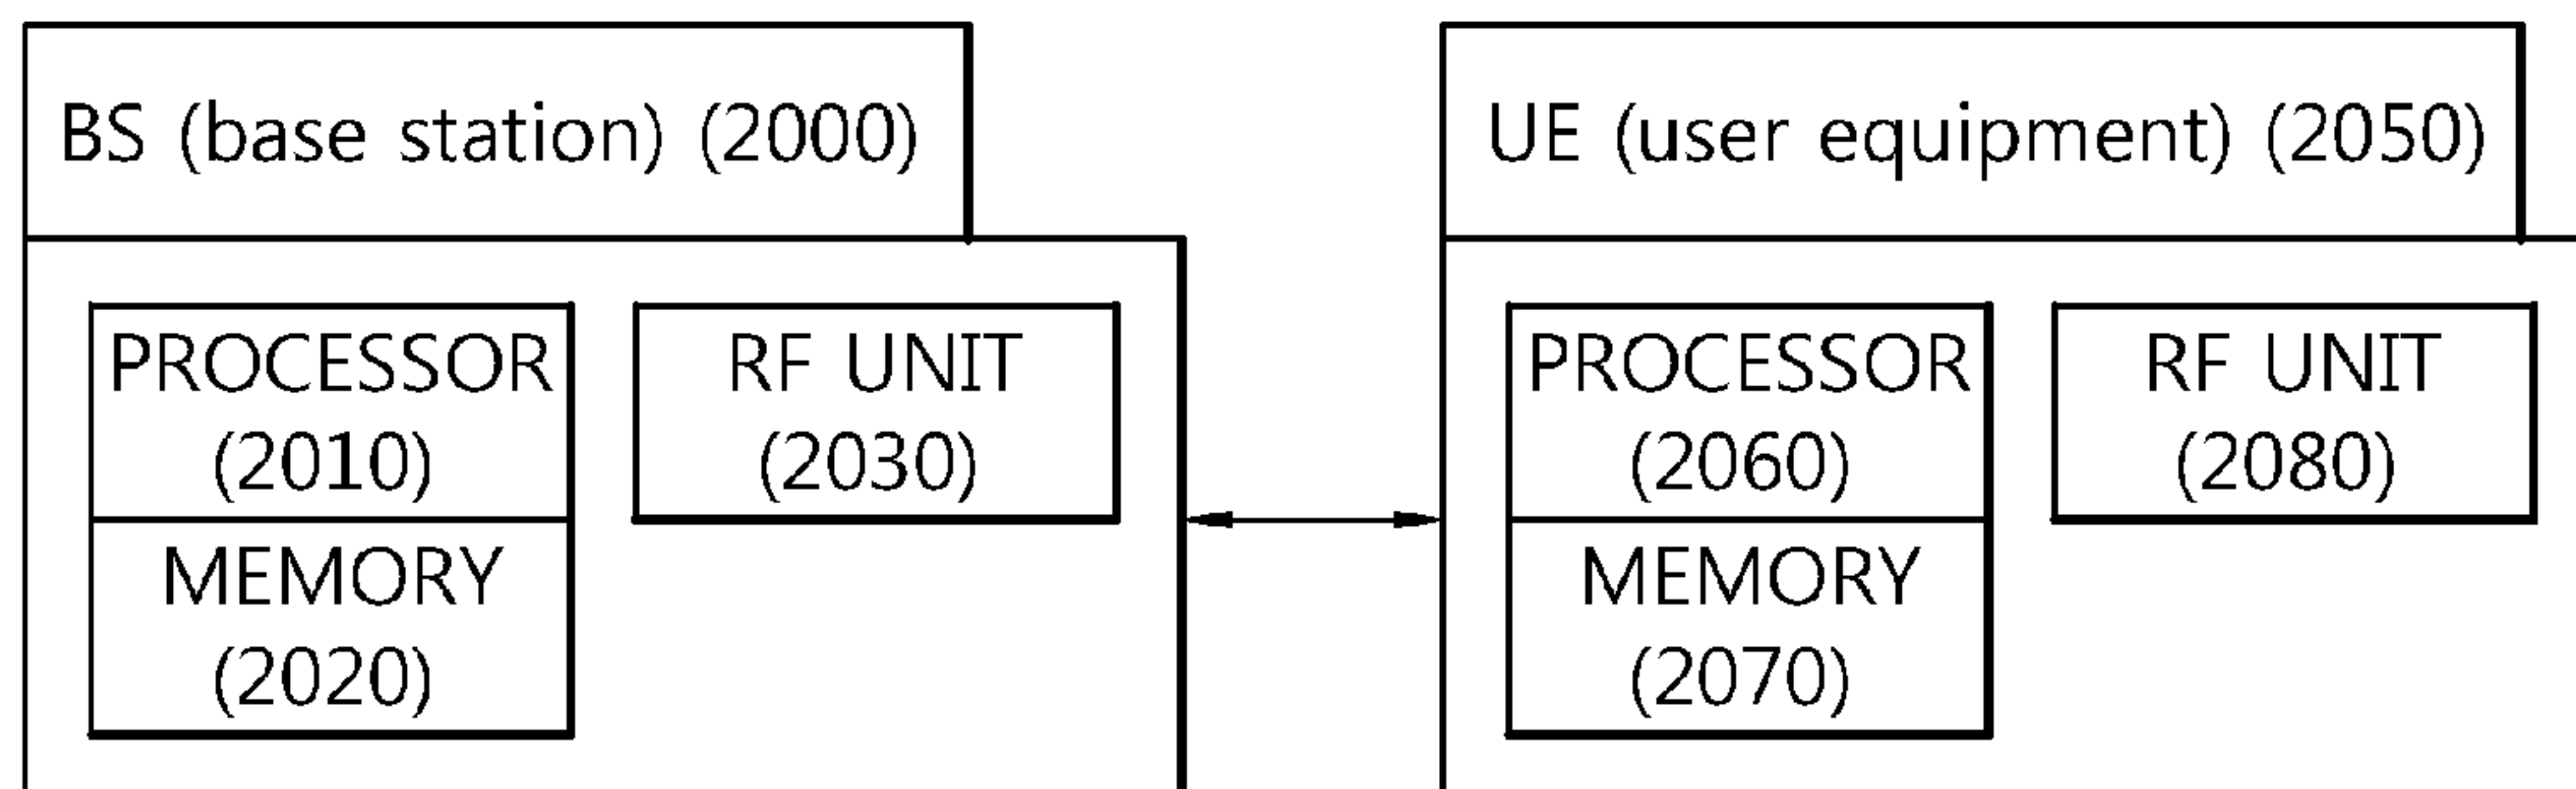 BS (base station) (2000)
PROCESSOR
(2010)
MEMORY
(2020)
RF UNIT
(2030)
UE (user equipment) (2050)
PROCESSOR
(2060)
MEMORY
(2070)
RF UNIT
(2080)